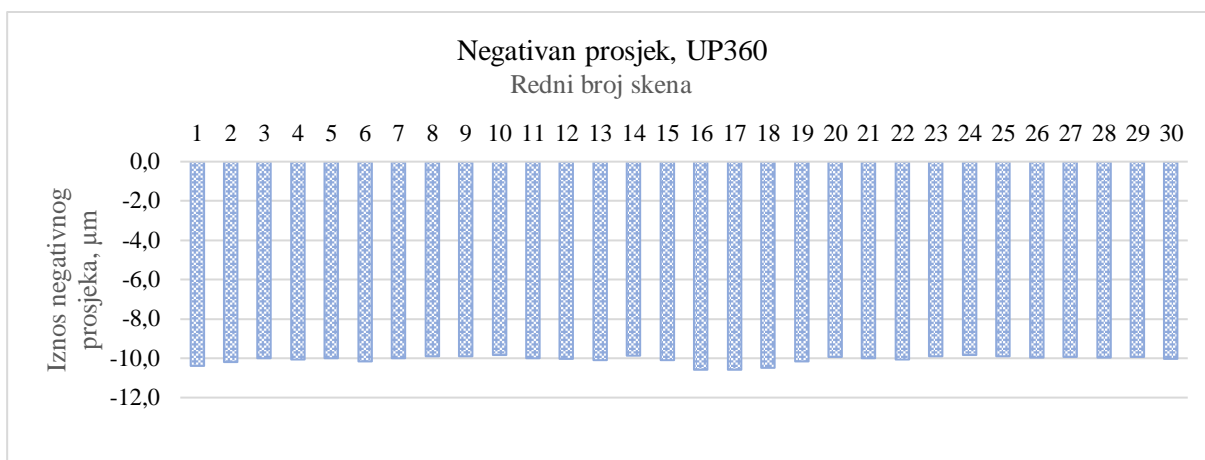 Negativan prosjek, UP360
Redni broj skena
1 2 3 4 5 6 7 8 9 10 11 12 13 14 15 16 17 18 19 20 21 22 23 24 25 26 27 28 29 30
0,0
-2,0
-4,0
-6,0
-8,0
-10,0
-12,0
Iznos negativnog
prosjeka, µm